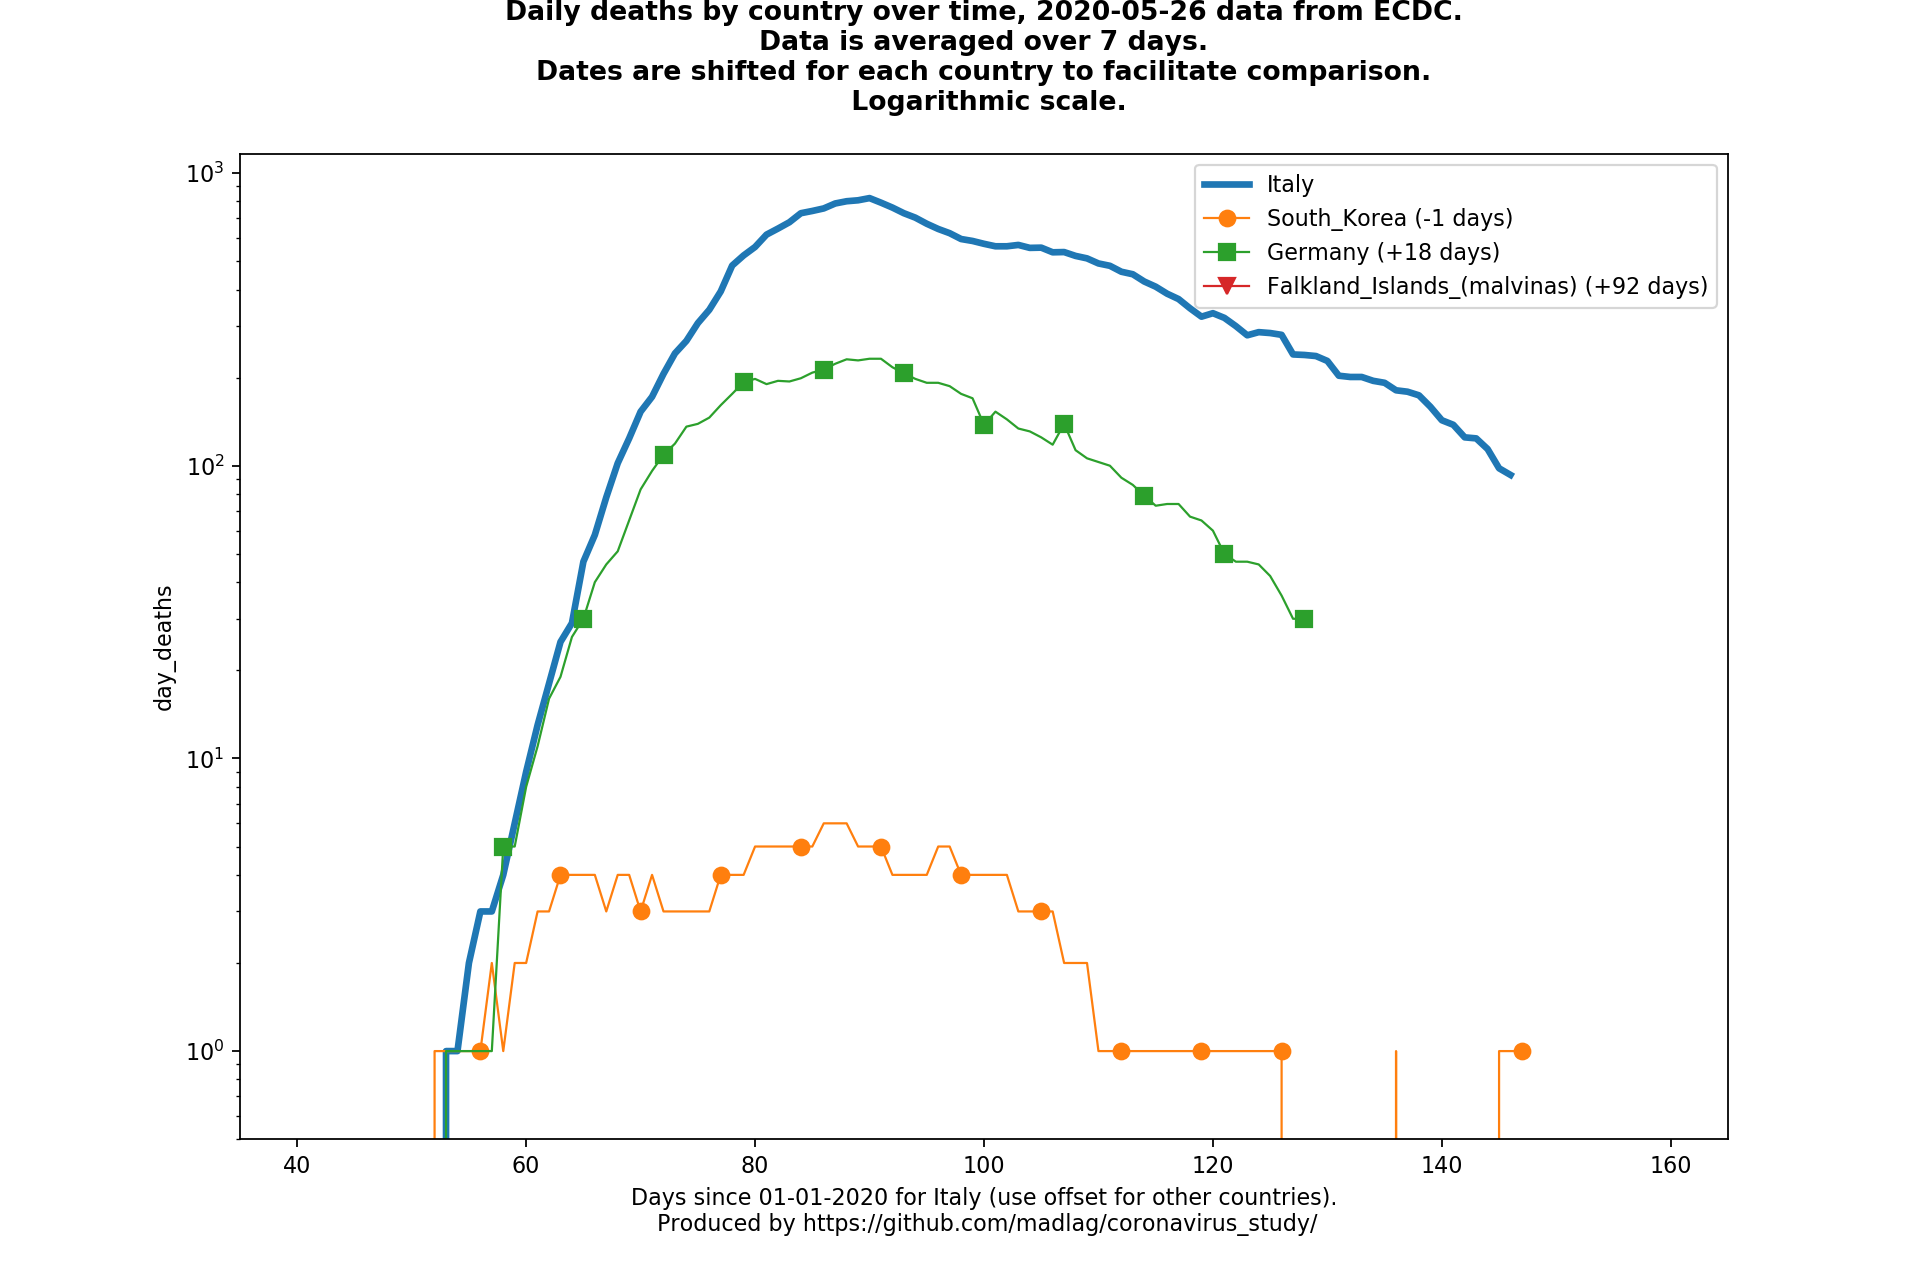 Daily deaths by country over time, 2020-05-26 data from ECDC.
Data is averaged over 7 days.
Dates are shifted for each country to facilitate comparison.
Logarithmic scale.
10³
10²
10¹
10⁰
day_deaths
Italy
South_Korea (-1 days)
Germany (+18 days)
Falkland_Islands_(malvinas) (+92 days)
40 60 80 100 120 140 160
Days since 01-01-2020 for Italy (use offset for other countries).
Produced by https://github.com/madlag/coronavirus_study/